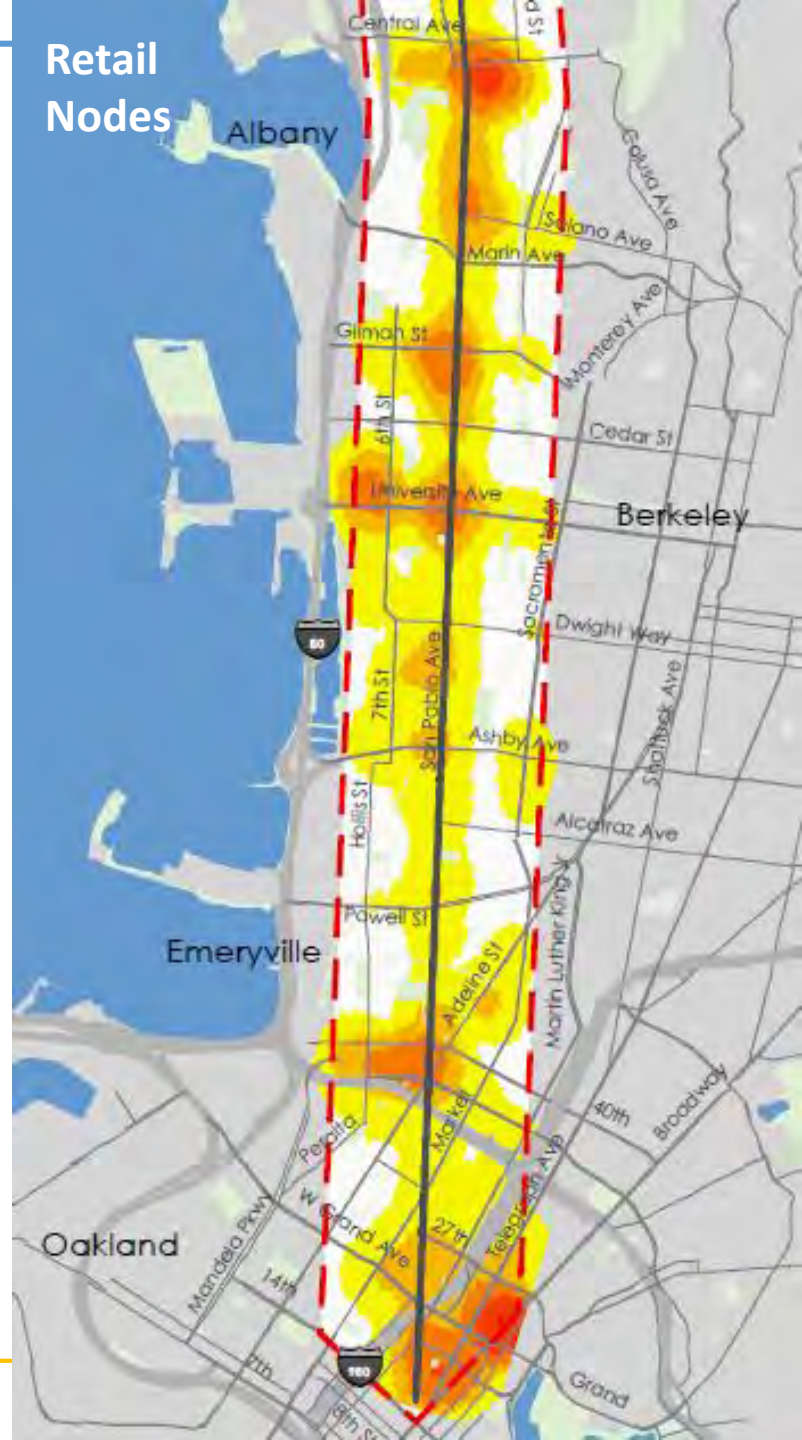 Retail
Nodes
Central Ave
d St
Albany
Colusa Ave
Solano Ave
Marin Ave
Gilman St
Monterey Ave
6th St
Cedar St
University Ave
Berkeley
Sacramento St
80
Dwight Way
7th St
San Pablo Ave
Shattuck Ave
Ashby Ave
Hollis St
Alcatraz Ave
Powell St
Emeryville
Martin Luther King Jr
Adeline St
40th
Broadway
Market
Peralta
Telegraph Ave
W Grand Ave
27th
Oakland
Mandela Pkwy
14th
7th
980
Grand
8th St